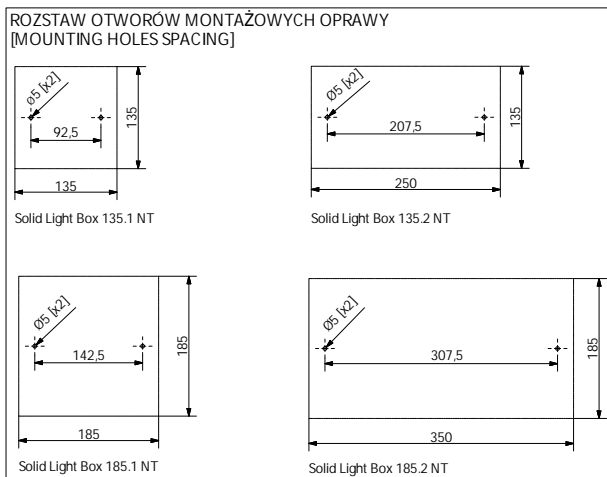 ROZSTAW OTWORÓW MONTAŻOWYCH OPRAWY
[MOUNTING HOLES SPACING]
Ø5 [x2]
92,5
135
135
Solid Light Box 135.1 NT
Ø5 [x2]
207,5
135
250
Solid Light Box 135.2 NT
Ø5 [x2]
142,5
185
185
Solid Light Box 185.1 NT
Ø5 [x2]
307,5
185
350
Solid Light Box 185.2 NT